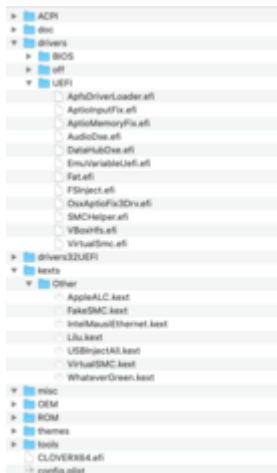 ACPI
doc
drivers
BIOS
off
UEFI
ApfsDriverLoader.efi
AptioInputFix.efi
AptioMemoryFix.efi
AudioDxe.efi
DataHubDxe.efi
EmuVariableUefi.efi
Fat.efi
FSInject.efi
OsxAptioFix3Drv.efi
SMCHelper.efi
VBoxHfs.efi
VirtualSmc.efi
drivers32UEFI
kexts
Other
AppleALC.kext
FakeSMC.kext
IntelMausiEthernet.kext
Lilu.kext
USBInjectAll.kext
VirtualSMC.kext
WhateverGreen.kext
misc
OEM
ROM
themes
tools
CLOVERX64.efi
config.plist